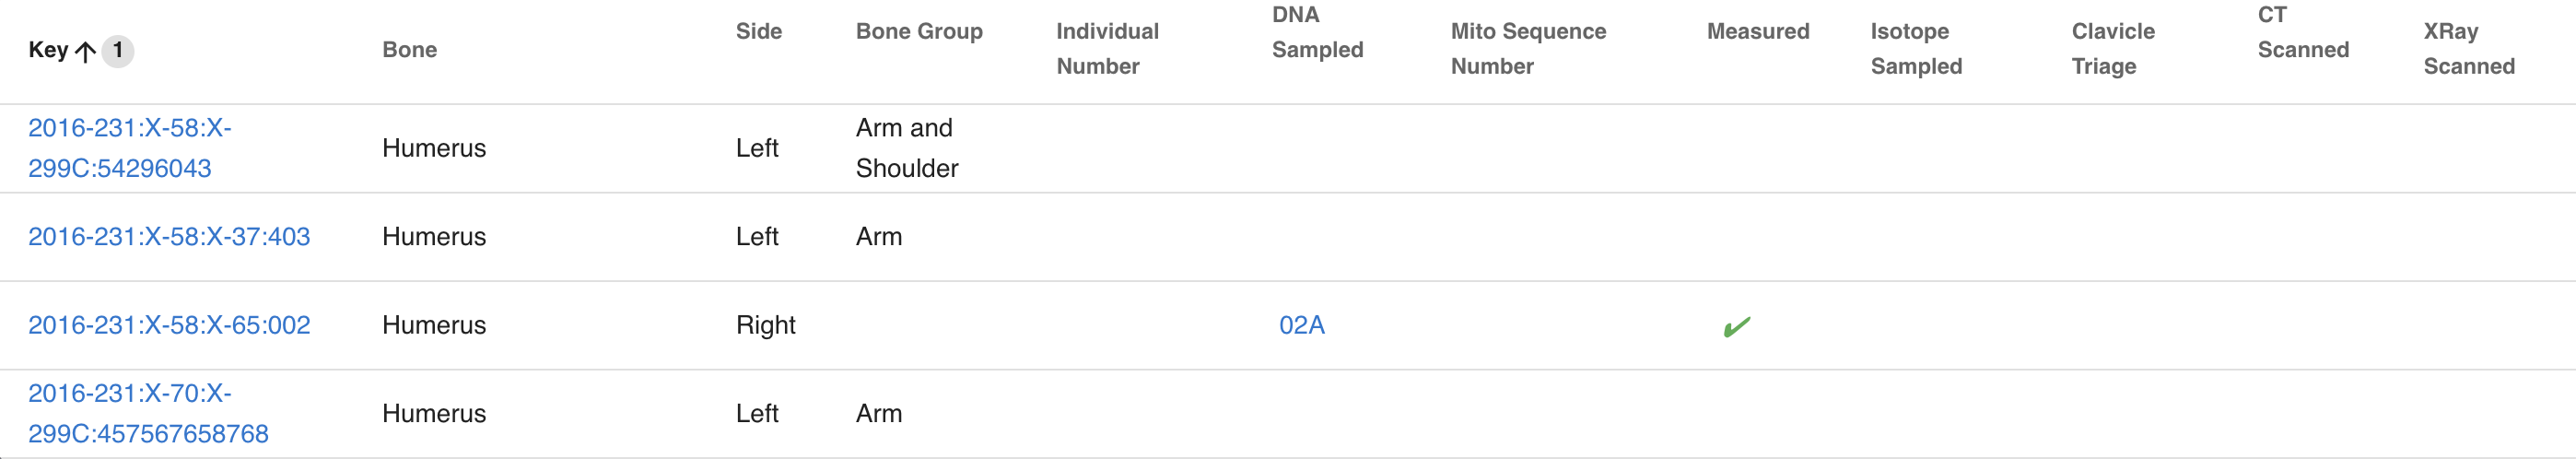 Key ↑ 1 Bone Side Bone Group Individual Number DNA Sampled Mito Sequence Number Measured Isotope Sampled Clavicle Triage CT Scanned XRay Scanned
2016-231:X-58:X-299C:54296043 Humerus Left Arm and Shoulder
2016-231:X-58:X-37:403 Humerus Left Arm
2016-231:X-58:X-65:002 Humerus Right 02A ✔
2016-231:X-70:X-299C:457567658768 Humerus Left Arm